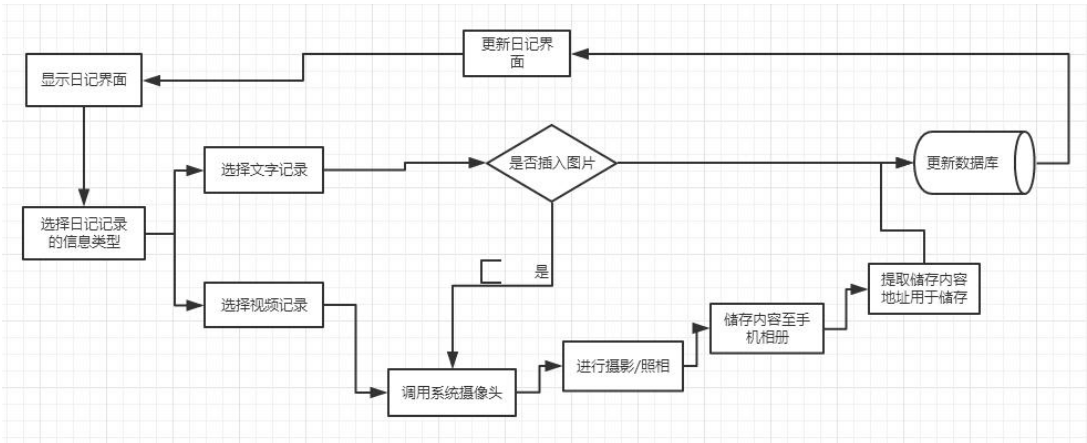 更新日记界
面
显示日记界面
选择文字记录
是否插入图片
更新数据库
选择日记记录
的信息类型
是
选择视频记录
提取储存内容
地址用于储存
储存内容至手
机相册
进行摄影/照相
调用系统摄像头